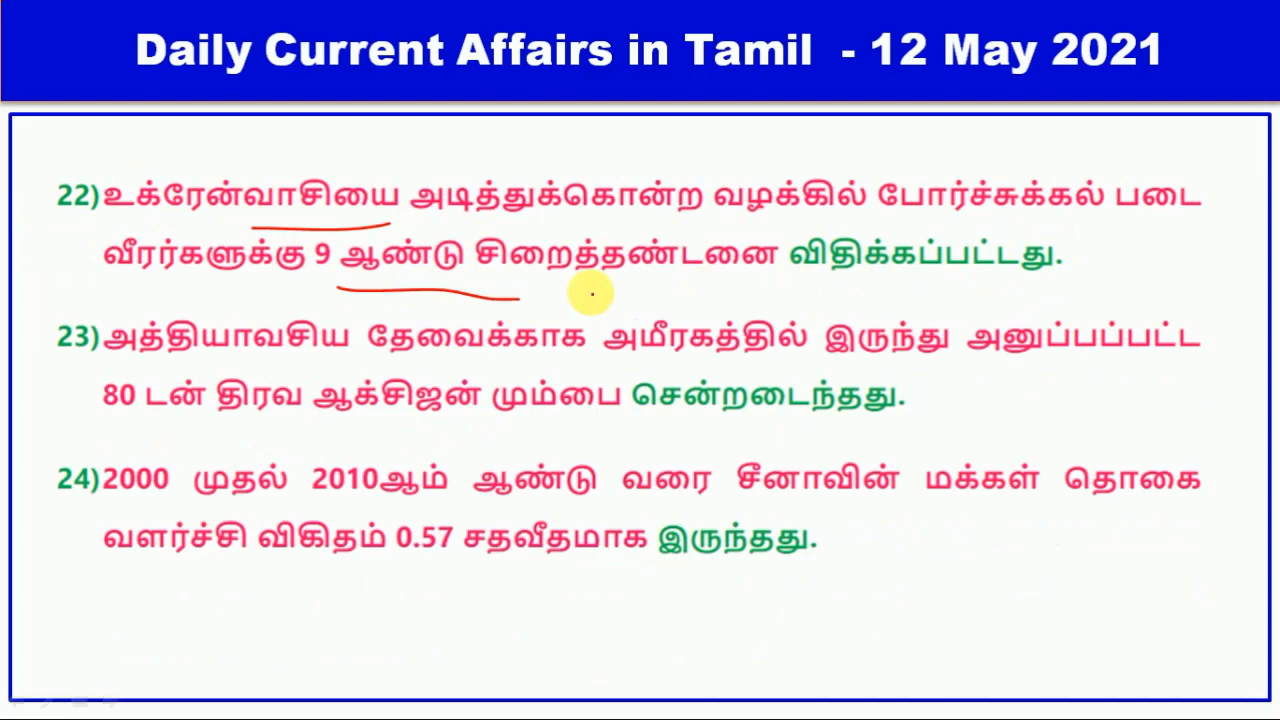 Daily Current Affairs in Tamil - 12 May 2021
22)உக்ரேன்வாசியை அடித்துக்கொன்ற வழக்கில் போர்ச்சுக்கல் படை
வீரர்களுக்கு 9 ஆண்டு சிறைத்தண்டனை விதிக்கப்பட்டது.
23)அத்தியாவசிய தேவைக்காக அமீரகத்தில் இருந்து அனுப்பப்பட்ட
80 டன் திரவ ஆக்சிஜன் மும்பை சென்றடைந்தது.
24)2000 முதல் 2010ஆம் ஆண்டு வரை சீனாவின் மக்கள் தொகை
வளர்ச்சி விகிதம் 0.57 சதவீதமாக இருந்தது.